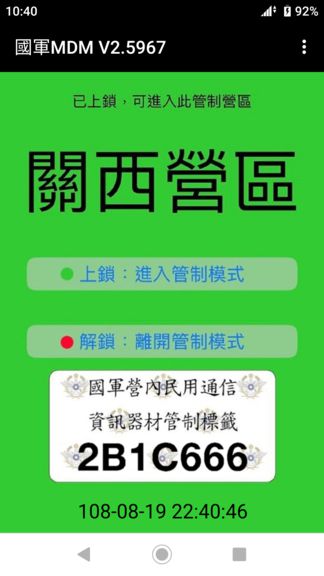 10:40
92%
國軍MDM V2.5967
已上鎖，可進入此管制營區
關西營區
上鎖：進入管制模式
解鎖：離開管制模式
國軍營內民用通信
資訊器材管制標籤
2B1C666
108-08-19 22:40:46